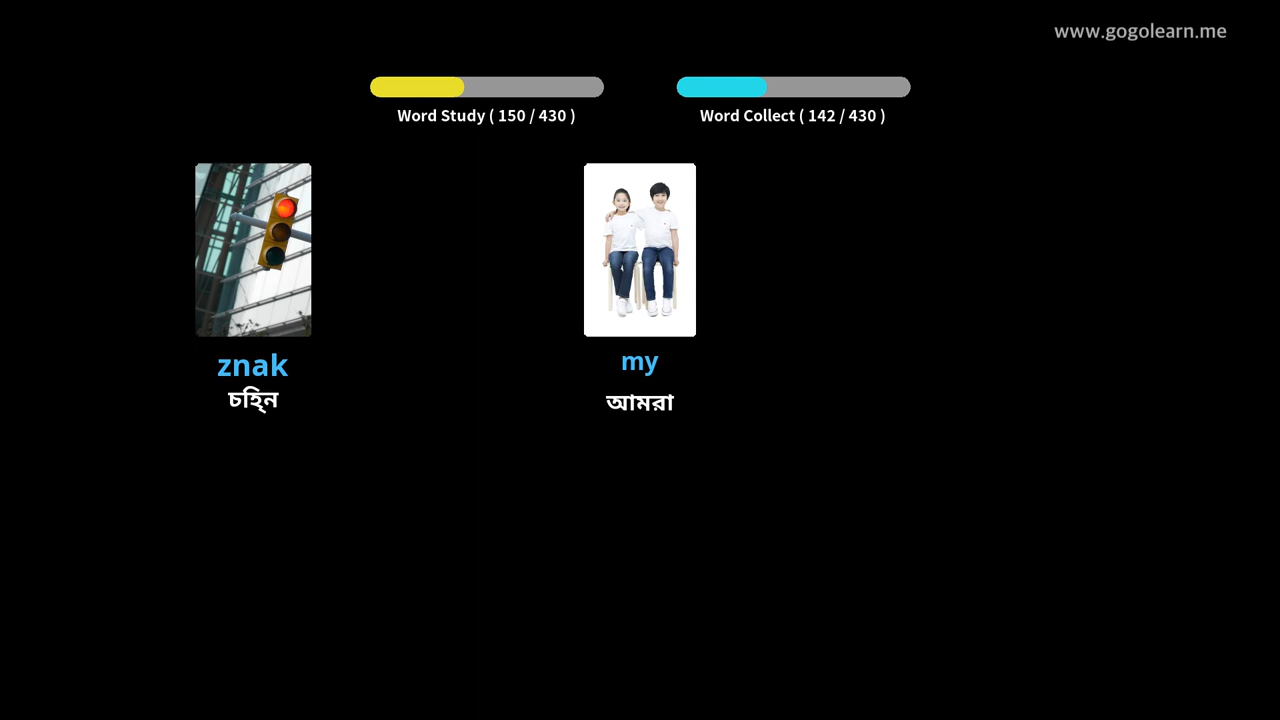 www.gogolearn.me
Word Study ( 150 / 430 )
Word Collect ( 142 / 430 )
znak
চিহ্ন
my
আমরা